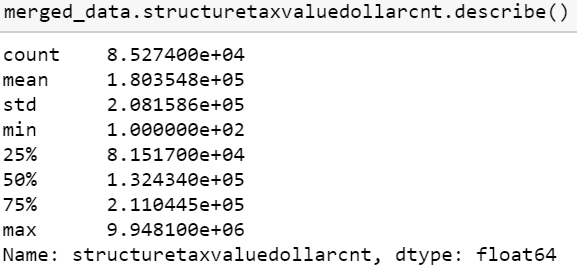 merged_data.structuretaxvaluedollarcnt.describe()
count 8.527400e+04
mean 1.803548e+05
std 2.081586e+05
min 1.000000e+02
25% 8.151700e+04
50% 1.324340e+05
75% 2.110445e+05
max 9.948100e+06
Name: structuretaxvaluedollarcnt, dtype: float64